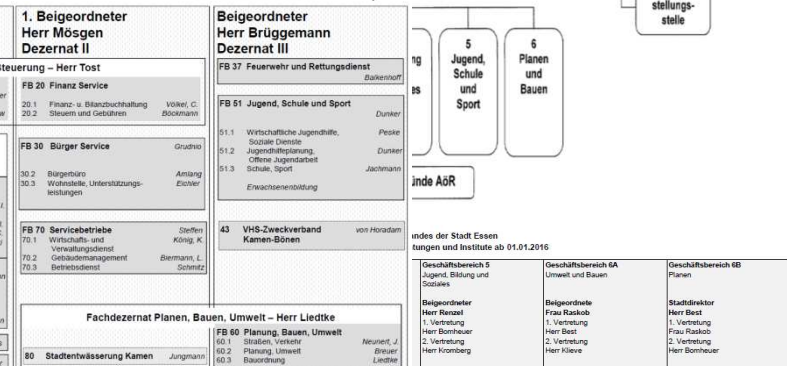 1. Beigeordneter
Herr Mösgen
Dezernat II
Beigeordneter
Herr Brüggemann
Dezernat III
steuerung – Herr Tost
FB 20 Finanz Service
20.1 Finanz- u. Bilanzbuchhaltung Völkel, C.
20.2 Steuern und Gebühren Böckmann
FB 30 Bürger Service Grudnio
30.2 Bürgerbüro Amlang
30.3 Wohnstelle, Unterstützungs- Eichler
leistungen
FB 70 Servicebetriebe Steffen
70.1 Wirtschafts- und König, K.
Verwaltungsdienst
70.2 Gebäudemanagement Biermann, L.
70.3 Betriebsdienst Schmitz
FB 37 Feuerwehr und Rettungsdienst
Balkenhoff
FB 51 Jugend, Schule und Sport
Dunker
51.1 Wirtschaftliche Jugendhilfe, Peske
Soziale Dienste
51.2 Jugendhilfeplanung, Dunker
Offene Jugendarbeit
51.3 Schule, Sport Jachmann
Erwachsenenbildung
43 VHS-Zweckverband von Horadam
Kamen-Bönen
Fachdezernat Planen, Bauen, Umwelt – Herr Liedtke
80 Stadtentwässerung Kamen Jungmann
FB 60 Planung, Bauen, Umwelt
60.1 Straßen, Verkehr Neunert, J.
60.2 Planung, Umwelt Breuer
60.3 Bauordnung Liedtke
stellungs-
stelle
ng
es
5
Jugend,
Schule
und
Sport
6
Planen
und
Bauen
ünde AöR
andes der Stadt Essen
tungen und Institute ab 01.01.2016
Geschäftsbereich 5
Jugend, Bildung und
Soziales
Beigeordneter
Herr Renzel
1. Vertretung
Herr Bomheuer
2. Vertretung
Herr Kromberg
Geschäftsbereich 6A
Umwelt und Bauen
Beigeordnete
Frau Raskob
1. Vertretung
Herr Best
2. Vertretung
Herr Klieve
Geschäftsbereich 6B
Planen
Stadtdirektor
Herr Best
1. Vertretung
Frau Raskob
2. Vertretung
Herr Bomheuer